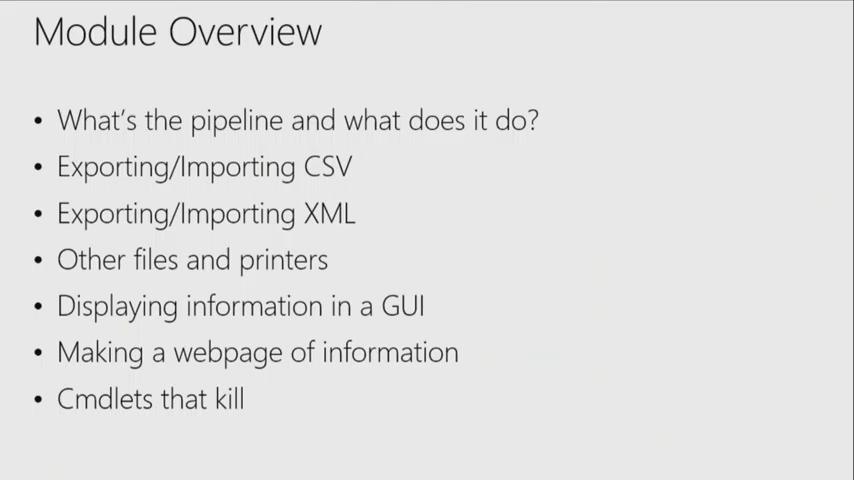 Module Overview
• What's the pipeline and what does it do?
• Exporting/Importing CSV
• Exporting/Importing XML
• Other files and printers
• Displaying information in a GUI
• Making a webpage of information
• Cmdlets that kill